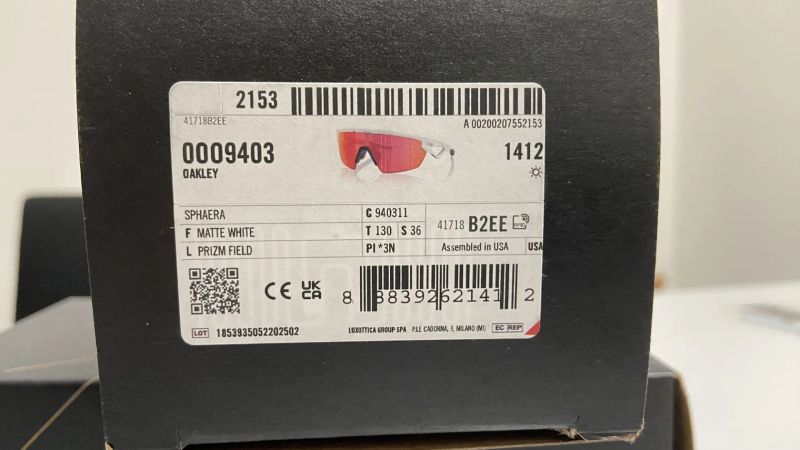 2153
41718B2EE
A 00200207552153
0009403
1412
OAKLEY
SPHAERA
C 940311
F MATTE WHITE
T 130 S 36
41718 B2EE
L PRIZM FIELD
PI *3N
Assembled in USA
USA
CE UK CA
8 88392 62141 2
LOT 1853935052202502
LUXOTTICA GROUP SPA P.LE CADORNA, 3, MILANO (MI) EC REP